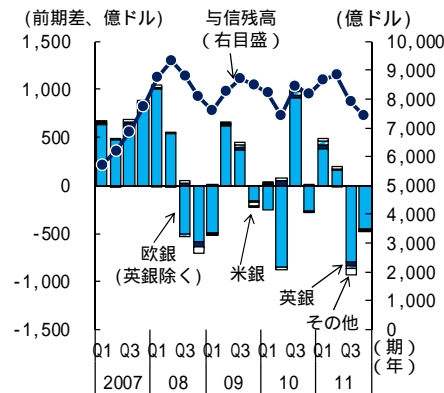 (前期差、億ドル)
与信残高
(右目盛)
(億ドル)
1,500
1,000
500
0
-500
-1,000
-1,500
10,000
9,000
8,000
7,000
6,000
5,000
4,000
3,000
2,000
1,000
0
欧銀
(英銀除く)
米銀
英銀
その他
Q1 Q3 Q1 Q3 Q1 Q3 Q1 Q3 Q1 Q3 (期)
2007 08 09 10 11 (年)